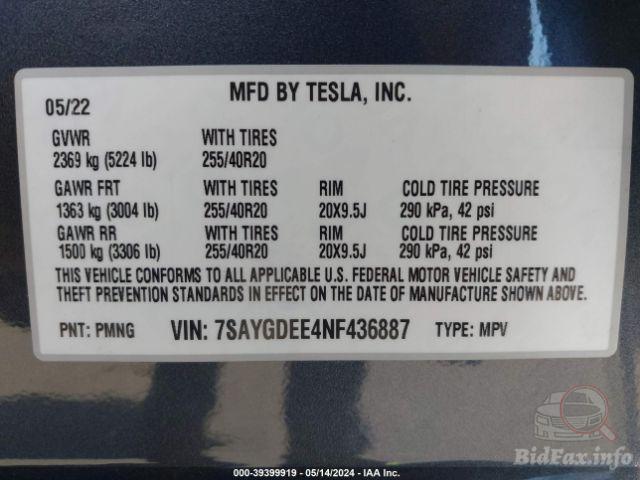 MFD BY TESLA, INC.
05/22
GVWR WITH TIRES
2369 kg (5224 lb) 255/40R20
GAWR FRT WITH TIRES RIM COLD TIRE PRESSURE
1363 kg (3004 lb) 255/40R20 20X9.5J 290 kPa, 42 psi
GAWR RR WITH TIRES RIM COLD TIRE PRESSURE
1500 kg (3306 lb) 255/40R20 20X9.5J 290 kPa, 42 psi
THIS VEHICLE CONFORMS TO ALL APPLICABLE U.S. FEDERAL MOTOR VEHICLE SAFETY AND
THEFT PREVENTION STANDARDS IN EFFECT ON THE DATE OF MANUFACTURE SHOWN ABOVE.
PNT: PMNG VIN: 7SAYGDEE4NF436887 TYPE: MPV
BidFax.info
000-39399919 - 05/14/2024 - IAA Inc.